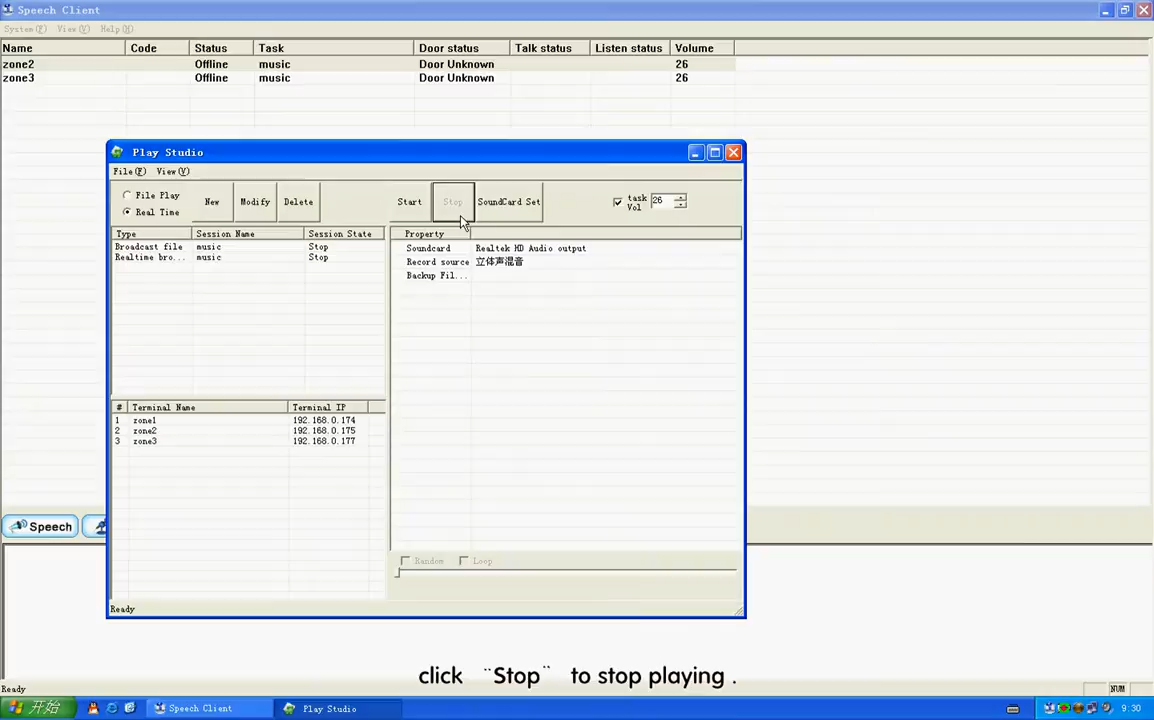 Speech Client
System(F) View(V) Help(H)
Name Code Status Task Door status Talk status Listen status Volume
zone2 Offline music Door Unknown 26
zone3 Offline music Door Unknown 26
Play Studio
File(F) View(V)
File Play
Real Time
New Modify Delete Start Stop SoundCard Set
task Vol 26
Type Session Name Session State
Broadcast file music Stop
Realtime bro... music Stop
Property
Soundcard Realtek HD Audio output
Record source 立体声混音
Backup Fil...
# Terminal Name Terminal IP
1 zone1 192.168.0.174
2 zone2 192.168.0.175
3 zone3 192.168.0.177
Speech
Random Loop
Ready
click ¨Stop¨ to stop playing .
Ready NUM
开始 Speech Client Play Studio 9:30